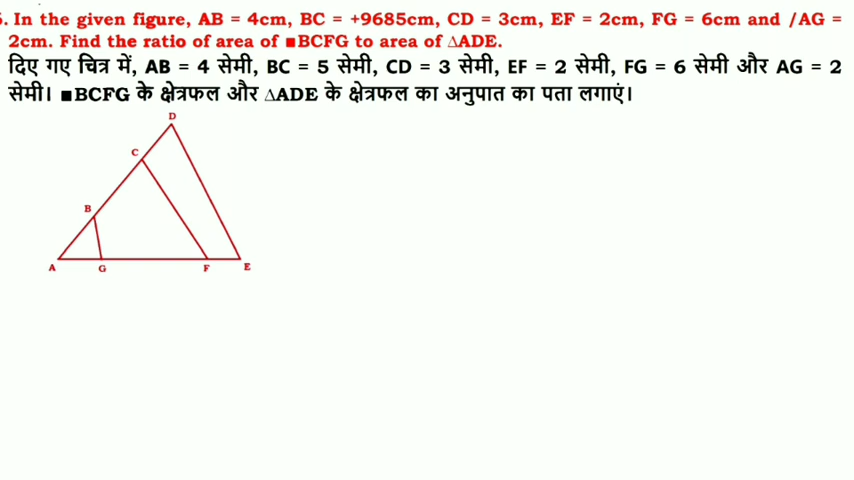 5. In the given figure, AB = 4cm, BC = +9685cm, CD = 3cm, EF = 2cm, FG = 6cm and /AG =
2cm. Find the ratio of area of ■BCFG to area of △ADE.
दिए गए चित्र में, AB = 4 सेमी, BC = 5 सेमी, CD = 3 सेमी, EF = 2 सेमी, FG = 6 सेमी और AG = 2
सेमी। ■BCFG के क्षेत्रफल और △ADE के क्षेत्रफल का अनुपात का पता लगाएं।
D
C
B
A G F E